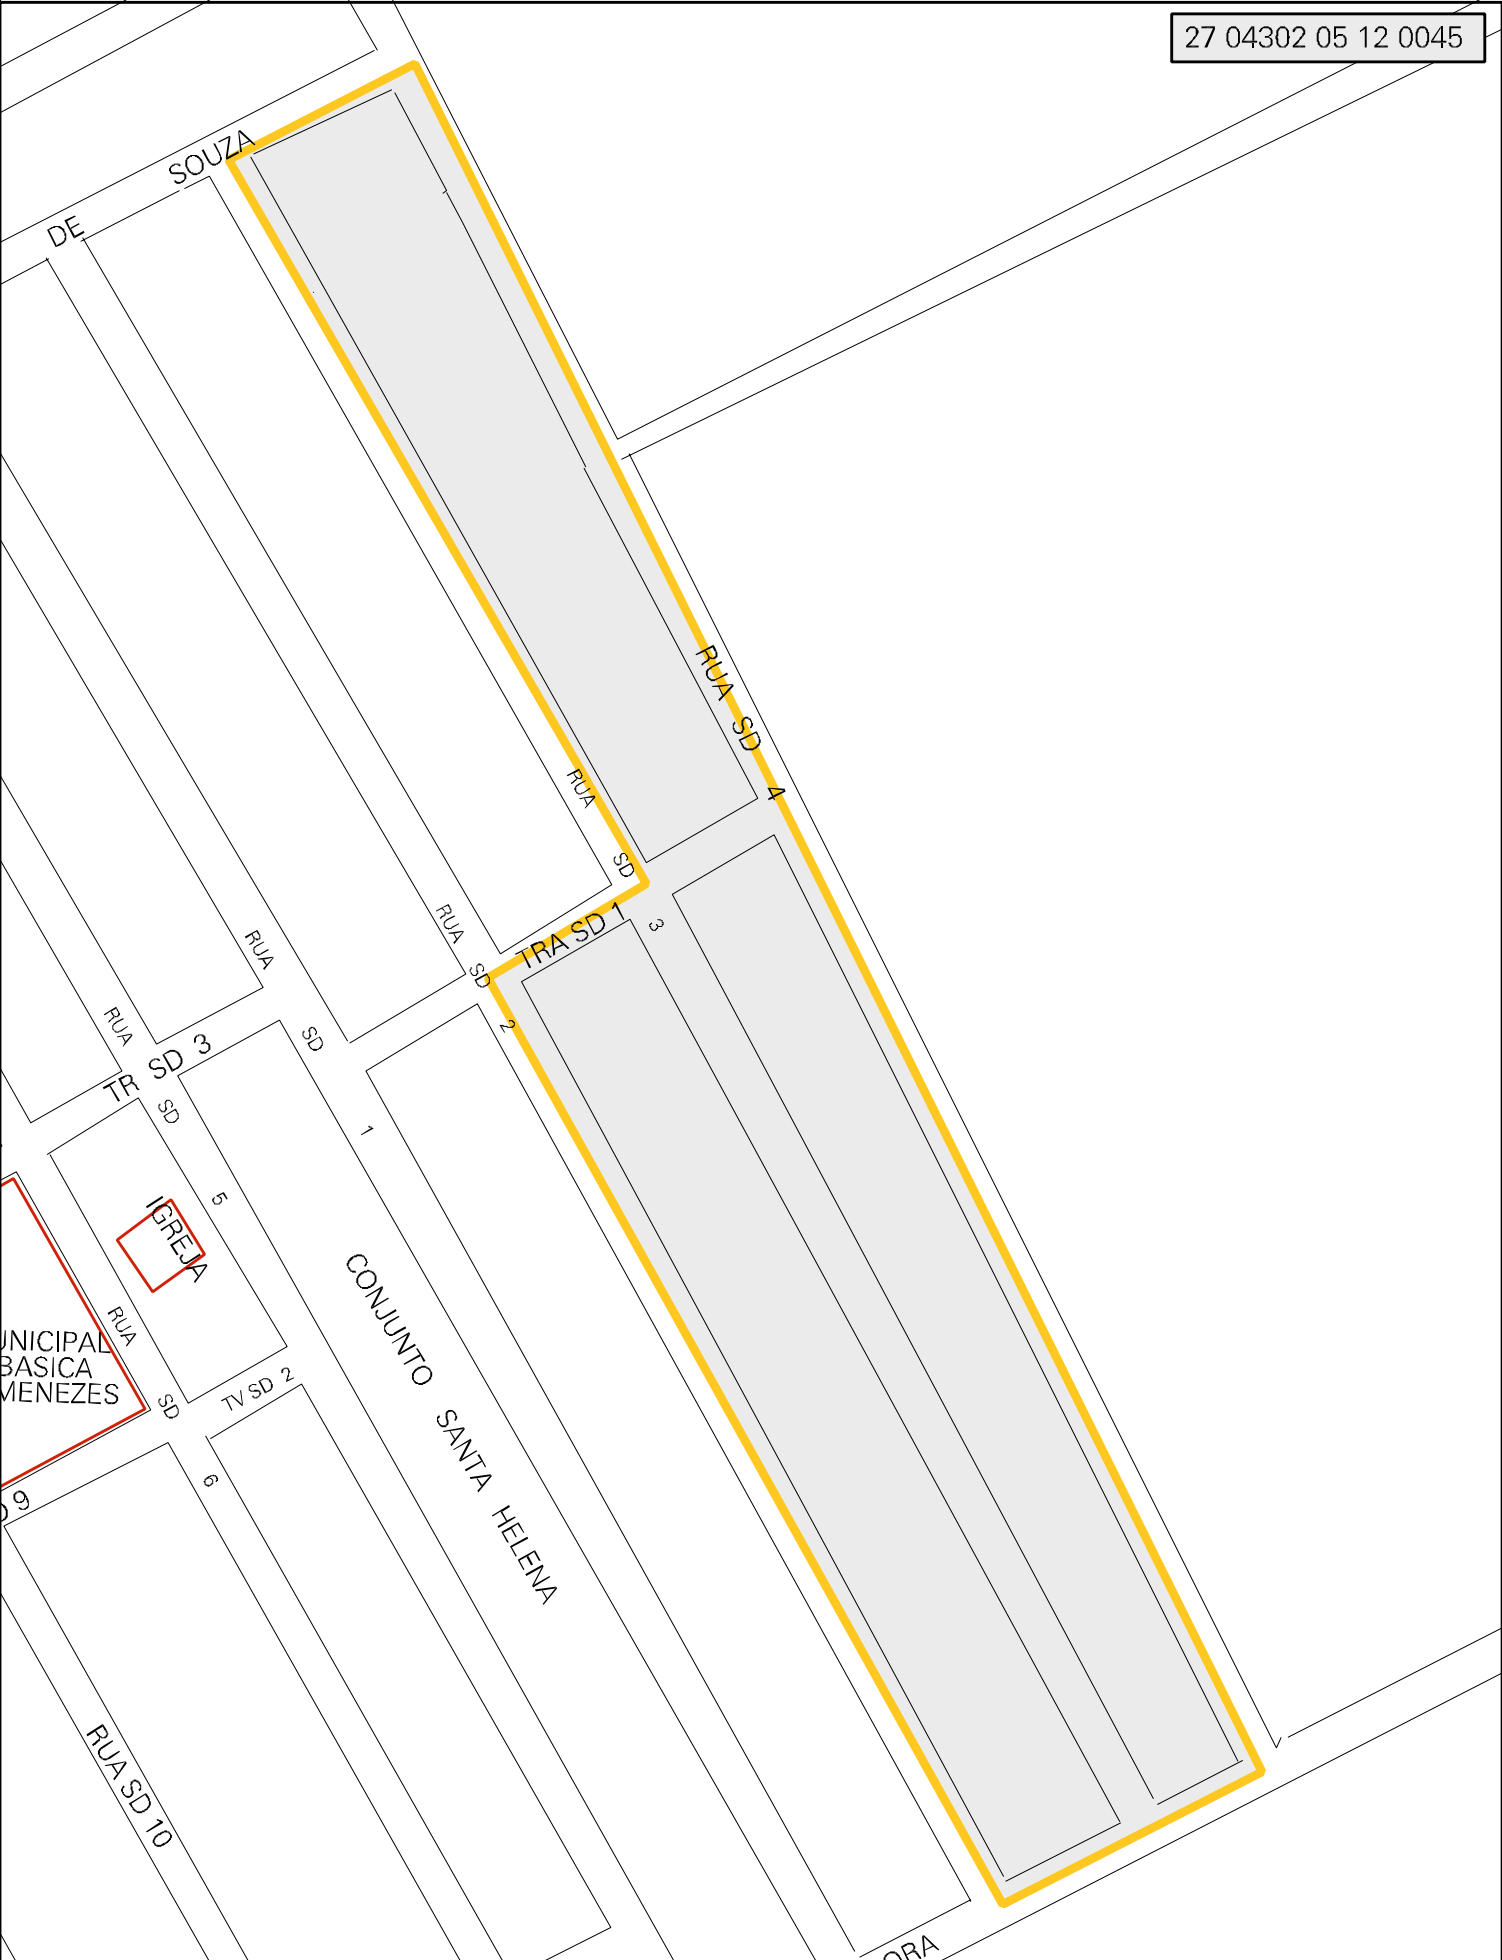 27 04302 05 12 0045
DE SOUZA
RUA SD 4
RUA SD 3
TRA SD 1
RUA SD 2
RUA SD 1
RUA SD 5
TR SD 3
IGREJA
RUA SD 6
UNICIPAL
BASICA
MENEZES
TV SD 2
CONJUNTO SANTA HELENA
9
RUA SD 10
ORA